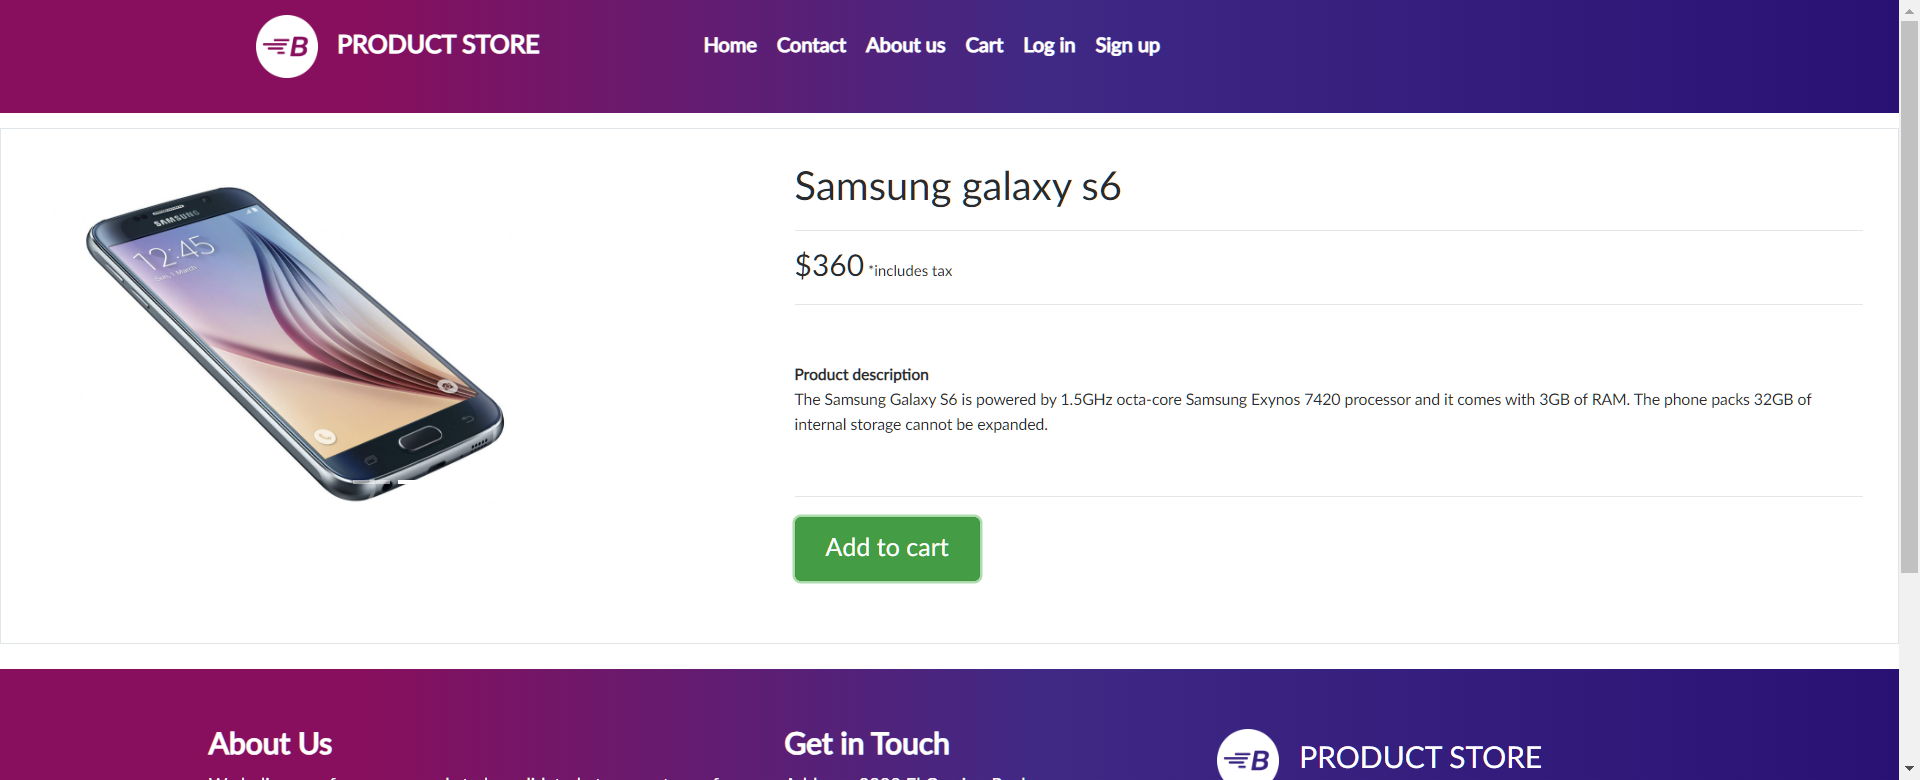 B PRODUCT STORE
Home Contact About us Cart Log in Sign up
Samsung galaxy s6
SAMSUNG
12:45
Sun, 1 March
$360 *includes tax
Product description
The Samsung Galaxy S6 is powered by 1.5GHz octa-core Samsung Exynos 7420 processor and it comes with 3GB of RAM. The phone packs 32GB of
internal storage cannot be expanded.
Add to cart
About Us
Get in Touch
B PRODUCT STORE